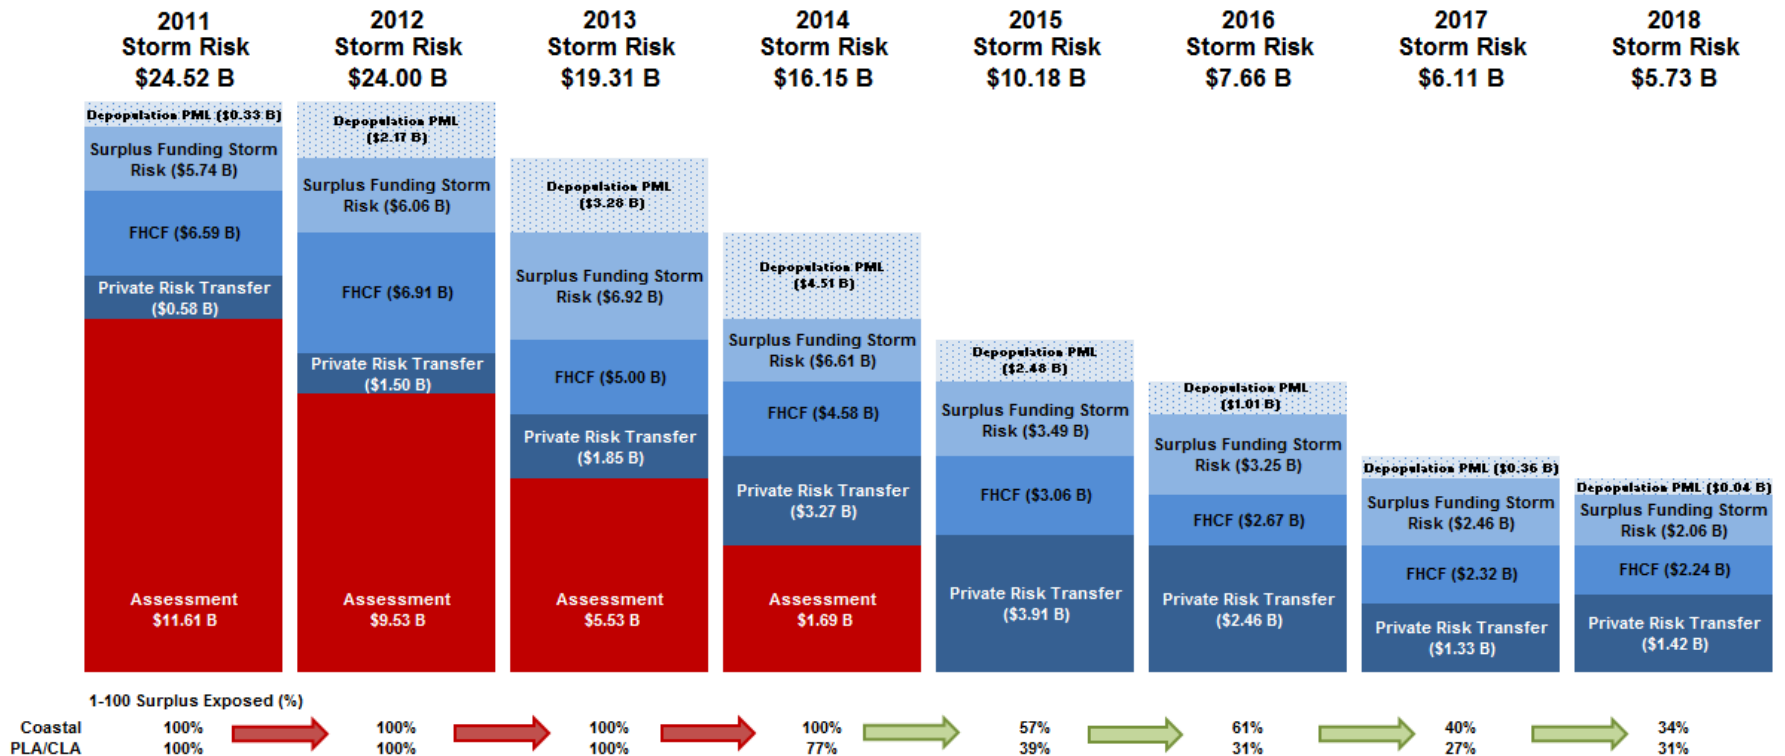 2011
Storm Risk
$24.52 B
2012
Storm Risk
$24.00 B
2013
Storm Risk
$19.31 B
2014
Storm Risk
$16.15 B
2015
Storm Risk
$10.18 B
2016
Storm Risk
$7.66 B
2017
Storm Risk
$6.11 B
2018
Storm Risk
$5.73 B
Depopulation PML ($0.33 B)
Surplus Funding Storm
Risk ($5.74 B)
FHCF ($6.59 B)
Private Risk Transfer
($0.58 B)
Assessment
$11.61 B
Depopulation PML
($2.17 B)
Surplus Funding Storm
Risk ($6.06 B)
FHCF ($6.91 B)
Private Risk Transfer
($1.50 B)
Assessment
$9.53 B
Depopulation PML
($3.28 B)
Surplus Funding Storm
Risk ($6.92 B)
FHCF ($5.00 B)
Private Risk Transfer
($1.85 B)
Assessment
$5.53 B
Depopulation PML
($4.51 B)
Surplus Funding Storm
Risk ($6.61 B)
FHCF ($4.58 B)
Private Risk Transfer
($3.27 B)
Assessment
$1.69 B
Depopulation PML
($2.48 B)
Surplus Funding Storm
Risk ($3.49 B)
FHCF ($3.06 B)
Private Risk Transfer
($3.91 B)
Depopulation PML
($1.01 B)
Surplus Funding Storm
Risk ($3.25 B)
FHCF ($2.67 B)
Private Risk Transfer
($2.46 B)
Depopulation PML ($0.36 B)
Surplus Funding Storm
Risk ($2.46 B)
FHCF ($2.32 B)
Private Risk Transfer
($1.33 B)
Depopulation PML ($0.04 B)
Surplus Funding Storm
Risk ($2.06 B)
FHCF ($2.24 B)
Private Risk Transfer
($1.42 B)
1-100 Surplus Exposed (%)
Coastal 100% 100% 100% 100% 57% 61% 40% 34%
PLA/CLA 100% 100% 100% 77% 39% 31% 27% 31%